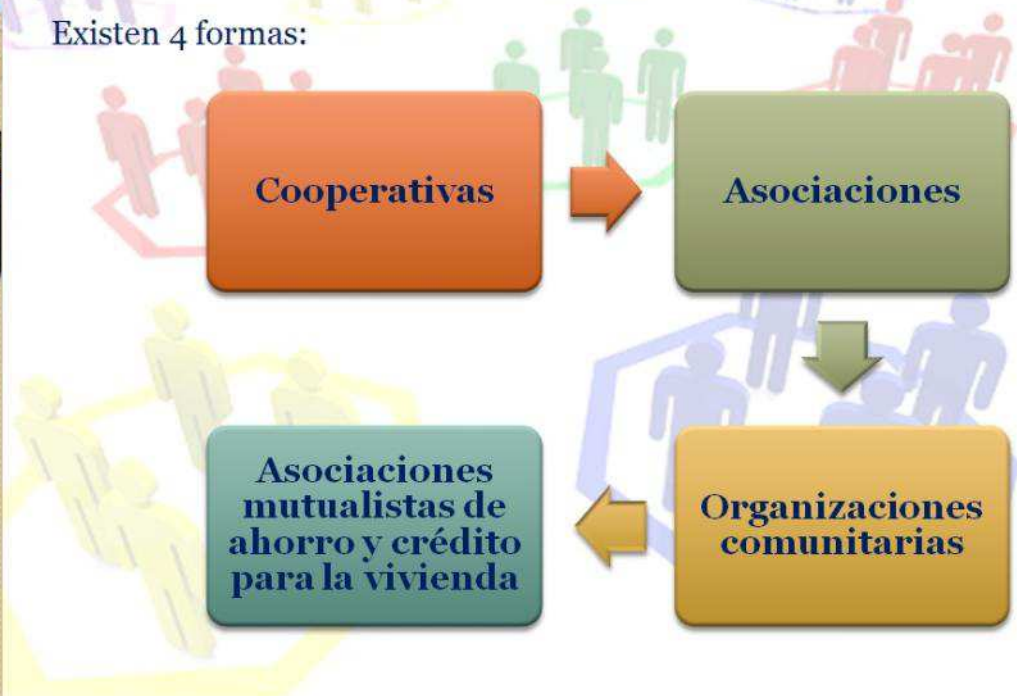 Existen 4 formas:
Cooperativas
Asociaciones
Organizaciones
comunitarias
Asociaciones
mutualistas de
ahorro y crédito
para la vivienda